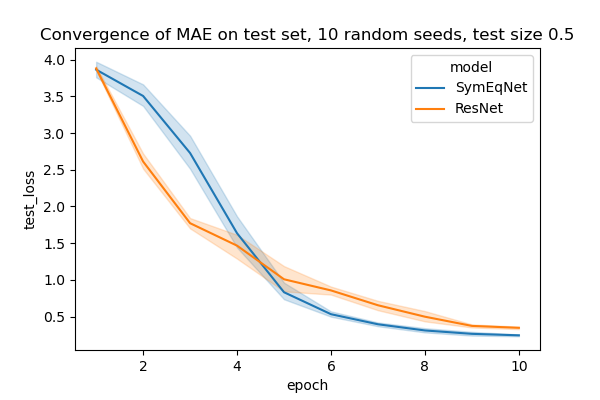 Convergence of MAE on test set, 10 random seeds, test size 0.5
4.0
3.5
3.0
2.5
2.0
1.5
1.0
0.5
test_loss
model
SymEqNet
ResNet
2 4 6 8 10
epoch